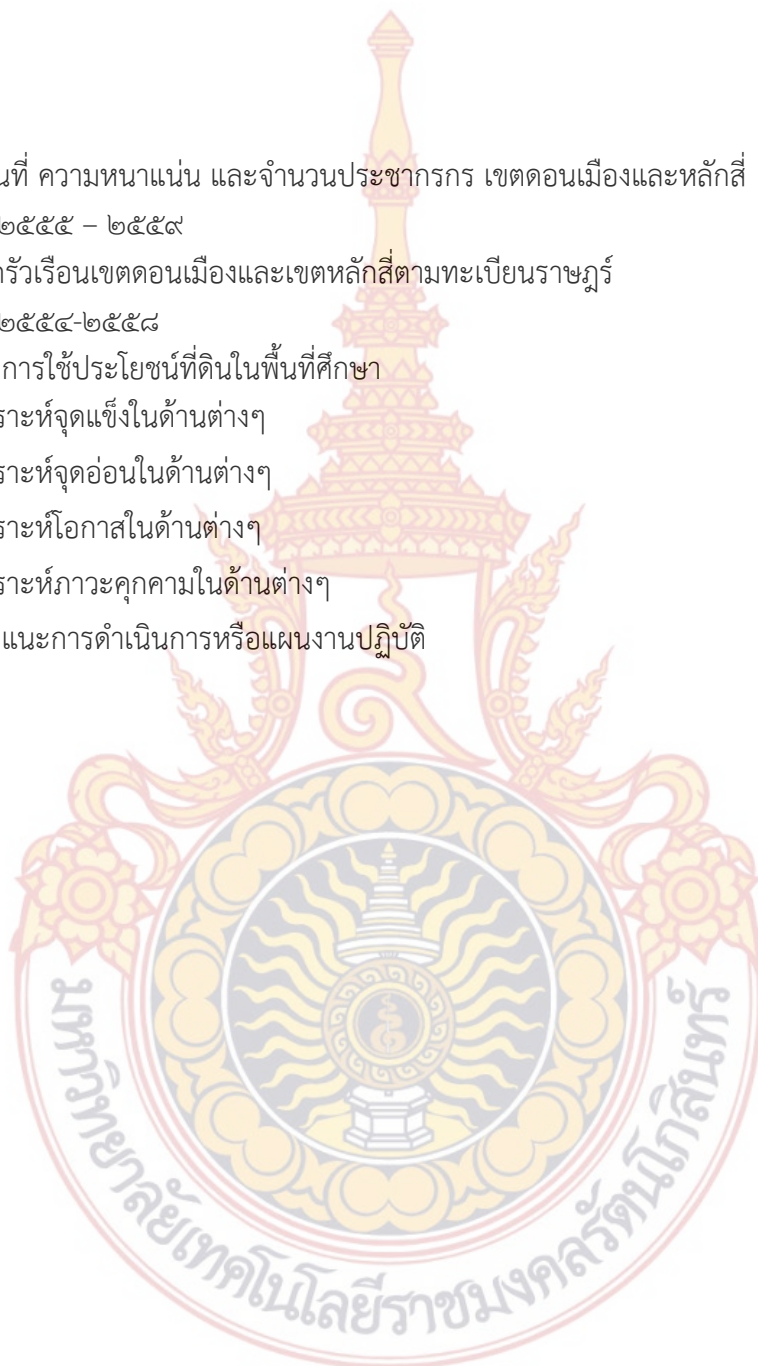 นที่ ความหนาแน่น และจำนวนประชากรกร เขตดอนเมืองและหลักสี่
๒๕๕๕ – ๒๕๕๙
ครัวเรือนเขตดอนเมืองและเขตหลักสี่ตามทะเบียนราษฎร์
๒๕๕๔-๒๕๕๘
การใช้ประโยชน์ที่ดินในพื้นที่ศึกษา
ราะห์จุดแข็งในด้านต่างๆ
ราะห์จุดอ่อนในด้านต่างๆ
ราะห์โอกาสในด้านต่างๆ
ราะห์ภาวะคุกคามในด้านต่างๆ
แนะการดำเนินการหรือแผนงานปฏิบัติ
มหาวิทยาลัยเทคโนโลยีราชมงคลรัตนโกสินทร์